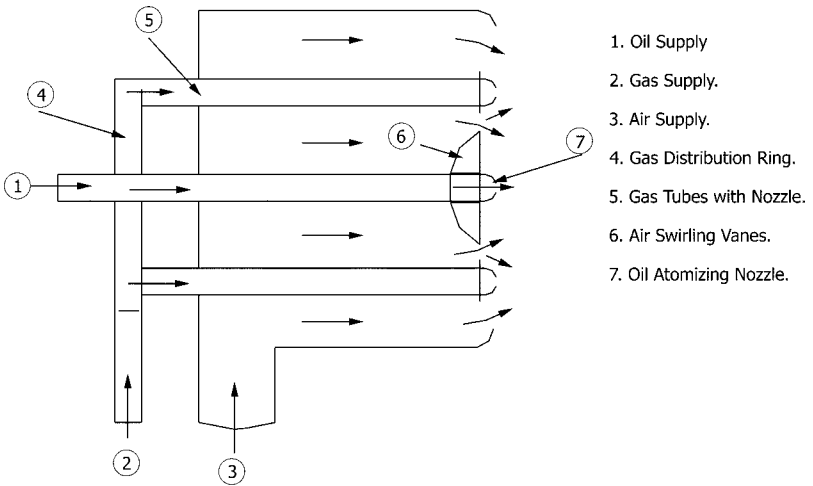 5
4
6
7
1
2
3
1. Oil Supply
2. Gas Supply.
3. Air Supply.
4. Gas Distribution Ring.
5. Gas Tubes with Nozzle.
6. Air Swirling Vanes.
7. Oil Atomizing Nozzle.